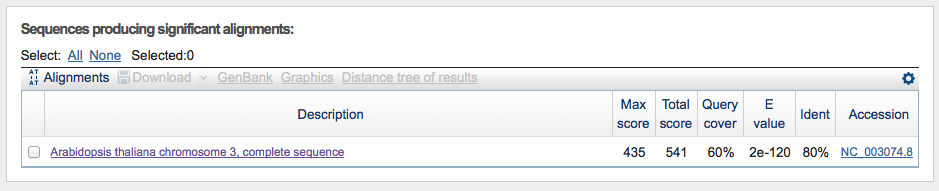 Sequences producing significant alignments:
Select: All None Selected:0
Alignments Download GenBank Graphics Distance tree of results
Description Max score Total score Query cover E value Ident Accession
Arabidopsis thaliana chromosome 3, complete sequence 435 541 60% 2e-120 80% NC_003074.8